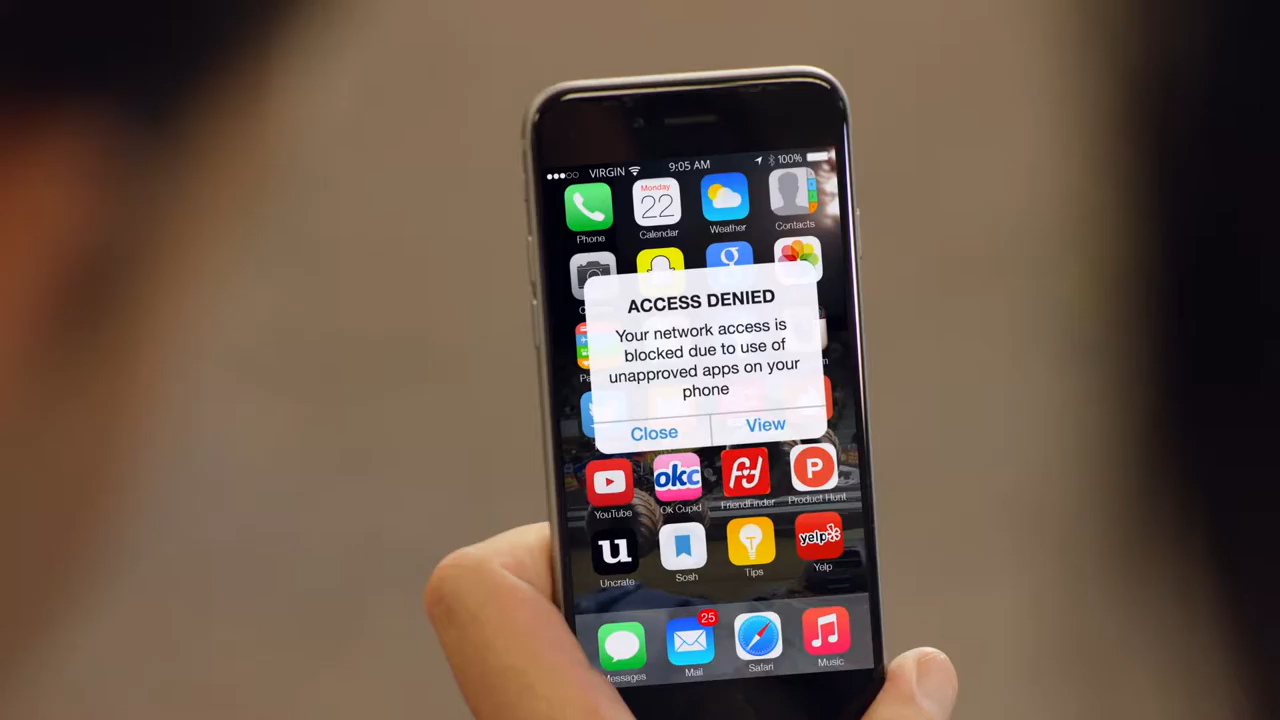 VIRGIN 9:05 AM 100%
Monday
22
Phone Calendar Weather Contacts
g
ACCESS DENIED
Your network access is
blocked due to use of
unapproved apps on your
phone
Close View
okc P
YouTube Ok Cupid FriendFinder Product Hunt
u yelp
Uncrate Sosh Tips Yelp
25
Messages Mail Safari Music